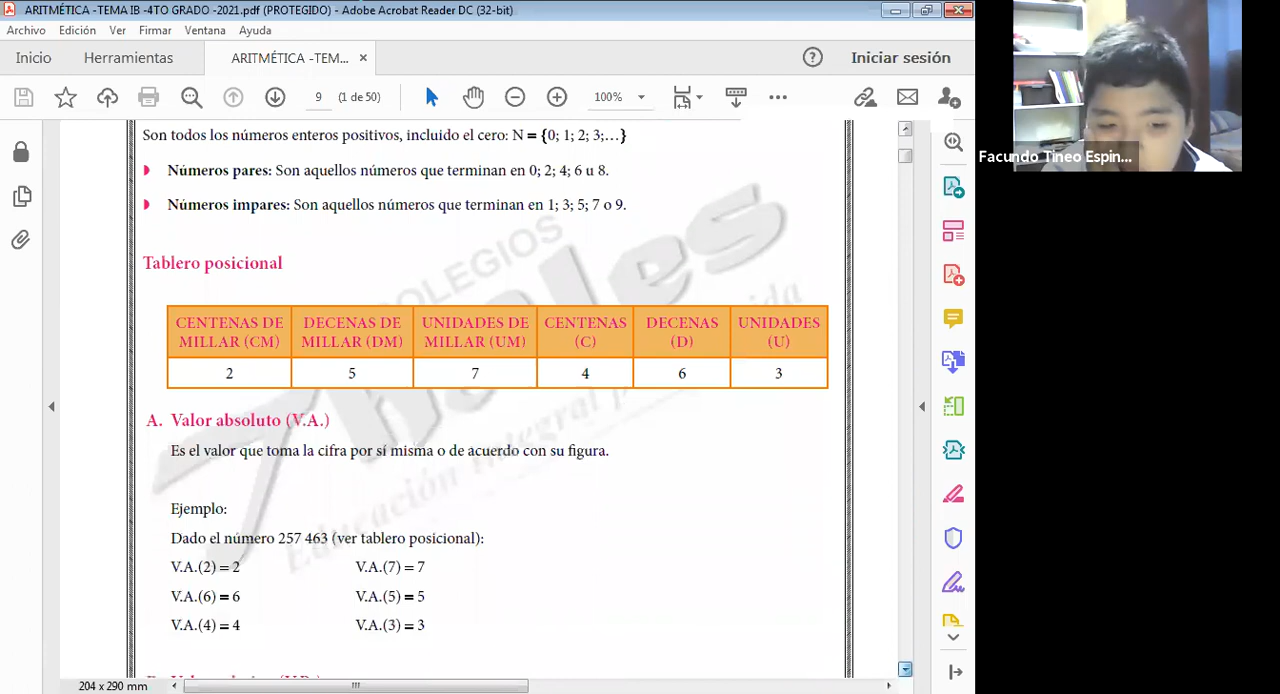 ARITMÉTICA -TEMA IB -4TO GRADO -2021.pdf (PROTEGIDO) - Adobe Acrobat Reader DC (32-bit)
Archivo Edición Ver Firmar Ventana Ayuda
Inicio Herramientas ARITMÉTICA -TEM... × Iniciar sesión
9 (1 de 50) 100%
Son todos los números enteros positivos, incluido el cero: N = {0; 1; 2; 3;…}
Números pares: Son aquellos números que terminan en 0; 2; 4; 6 u 8.
Números impares: Son aquellos números que terminan en 1; 3; 5; 7 o 9.
COLEGIOS
Thales
Educación integral p
ida
Tablero posicional
CENTENAS DE MILLAR (CM) DECENAS DE MILLAR (DM) UNIDADES DE MILLAR (UM) CENTENAS (C) DECENAS (D) UNIDADES (U)
2 5 7 4 6 3
A. Valor absoluto (V.A.)
Es el valor que toma la cifra por sí misma o de acuerdo con su figura.
Ejemplo:
Dado el número 257 463 (ver tablero posicional):
V.A.(2) = 2 V.A.(7) = 7
V.A.(6) = 6 V.A.(5) = 5
V.A.(4) = 4 V.A.(3) = 3
204 x 290 mm
Facundo Tineo Espin...